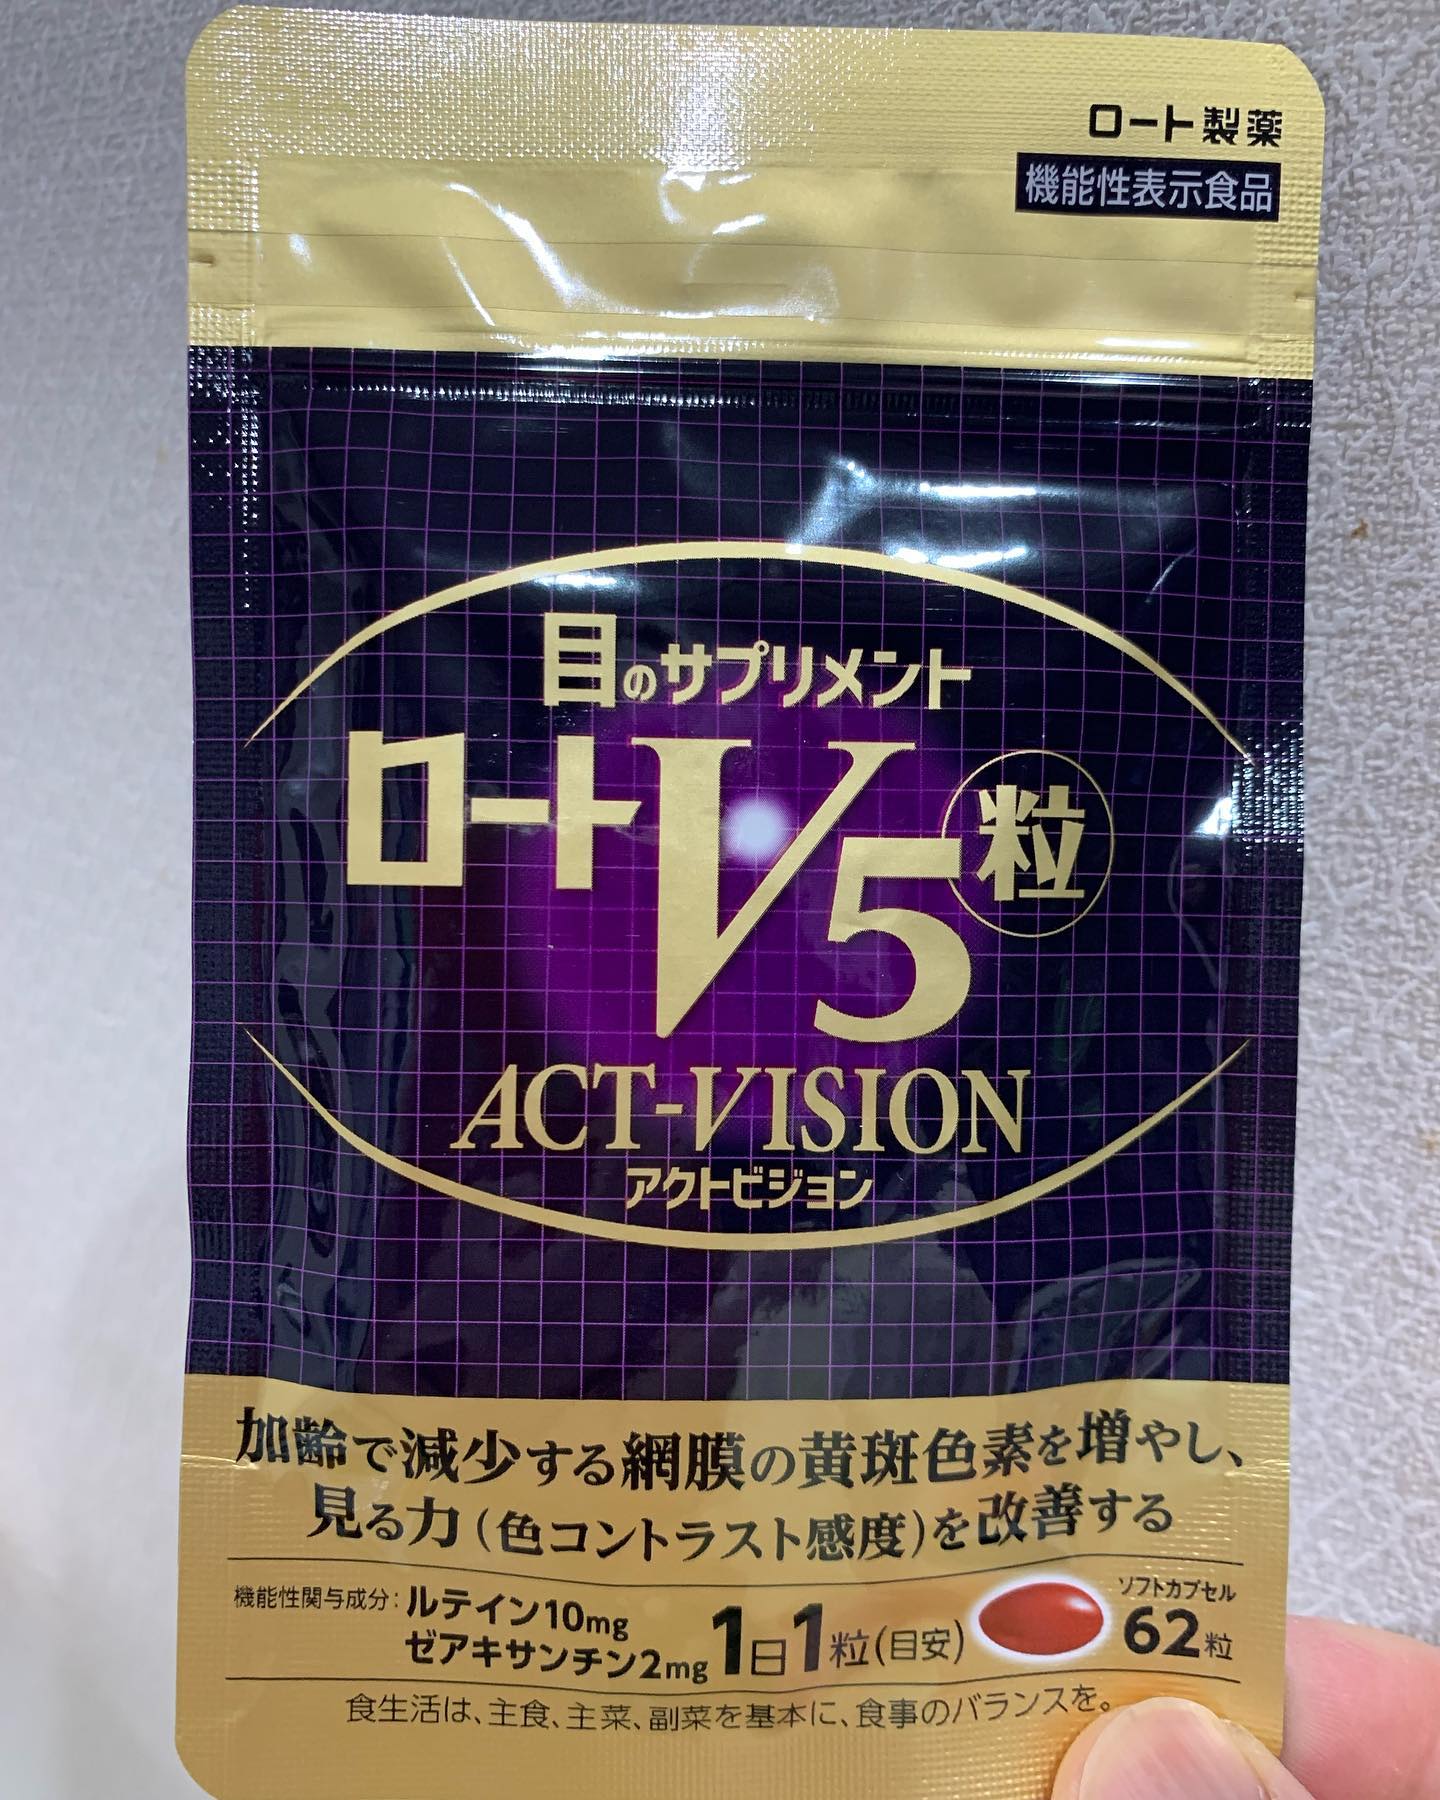 ロート製薬
機能性表示食品
目のサプリメント
ロートV5粒
ACT-VISION
アクトビジョン
加齢で減少する網膜の黄斑色素を増やし、
見る力(色コントラスト感度)を改善する
機能性関与成分:ルテイン10mg
ゼアキサンチン2mg
1日1粒(目安)
ソフトカプセル
62粒
食生活は、主食、主菜、副菜を基本に、食事のバランスを。